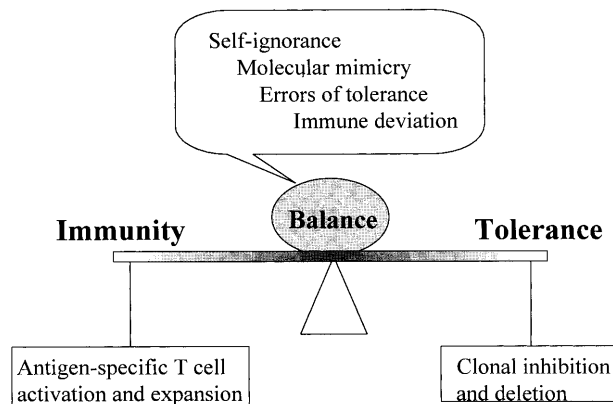 Self-ignorance
Molecular mimicry
Errors of tolerance
Immune deviation
Balance
Immunity
Tolerance
Antigen-specific T cell
activation and expansion
Clonal inhibition
and deletion